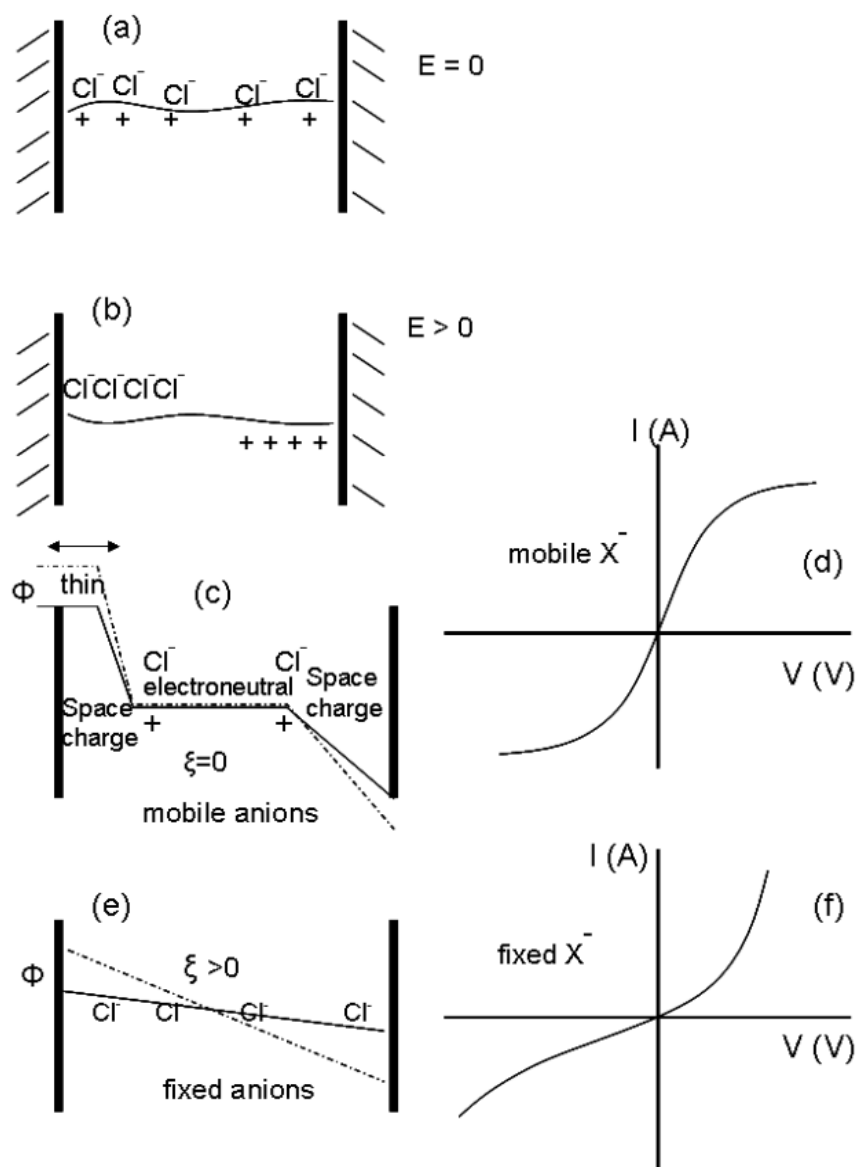 (a)
E = 0
Cl⁻ Cl⁻ Cl⁻ Cl⁻ Cl⁻
+ + + + +
(b)
E > 0
Cl⁻Cl⁻Cl⁻Cl⁻
+ + + +
Φ
thin
(c)
Cl⁻ Cl⁻
electroneutral
Space
charge
Space
charge
+ +
ξ=0
mobile anions
I (A)
mobile X⁻
(d)
V (V)
(e)
Φ
ξ >0
Cl⁻ Cl⁻ Cl⁻ Cl⁻
fixed anions
I (A)
fixed X⁻
(f)
V (V)